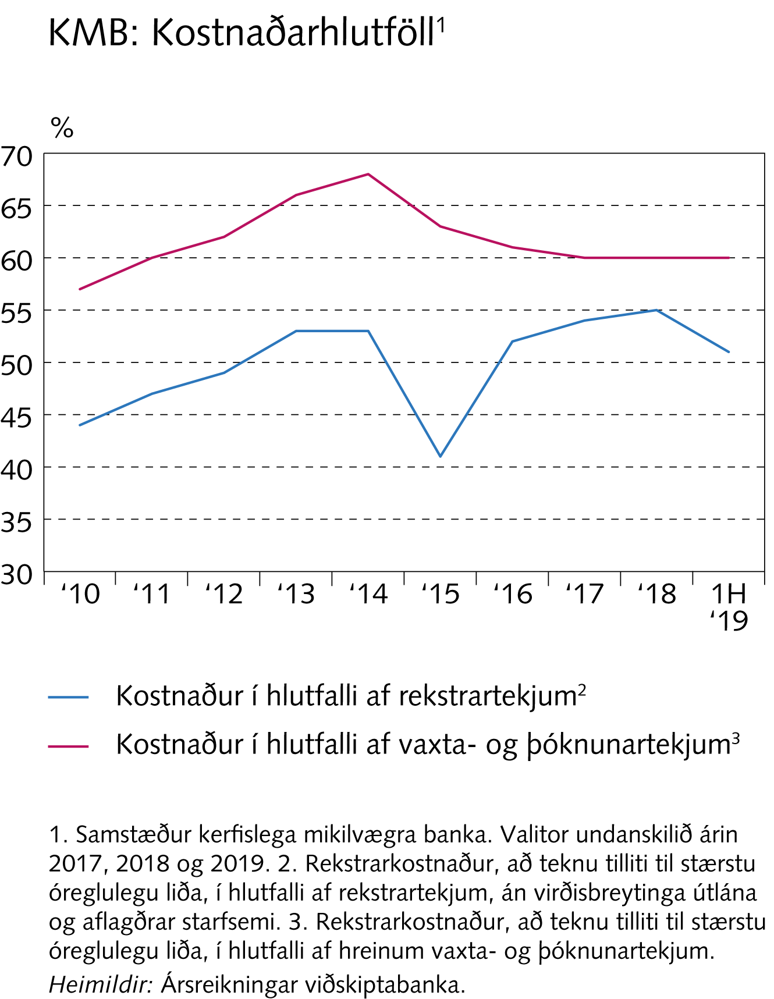 KMB: Kostnaðarhlutföll¹
%
70
65
60
55
50
45
40
35
30
‘10 ‘11 ‘12 ‘13 ‘14 ‘15 ‘16 ‘17 ‘18 1H
‘19
Kostnaður í hlutfalli af rekstrartekjum²
Kostnaður í hlutfalli af vaxta- og þóknunartekjum³
1. Samstæður kerfislega mikilvægra banka. Valitor undanskilið árin
2017, 2018 og 2019. 2. Rekstrarkostnaður, að teknu tilliti til stærstu
óreglulegu liða, í hlutfalli af rekstrartekjum, án virðisbreytinga útlána
og aflagðrar starfsemi. 3. Rekstrarkostnaður, að teknu tilliti til stærstu
óreglulegu liða, í hlutfalli af hreinum vaxta- og þóknunartekjum.
Heimildir: Ársreikningar viðskiptabanka.